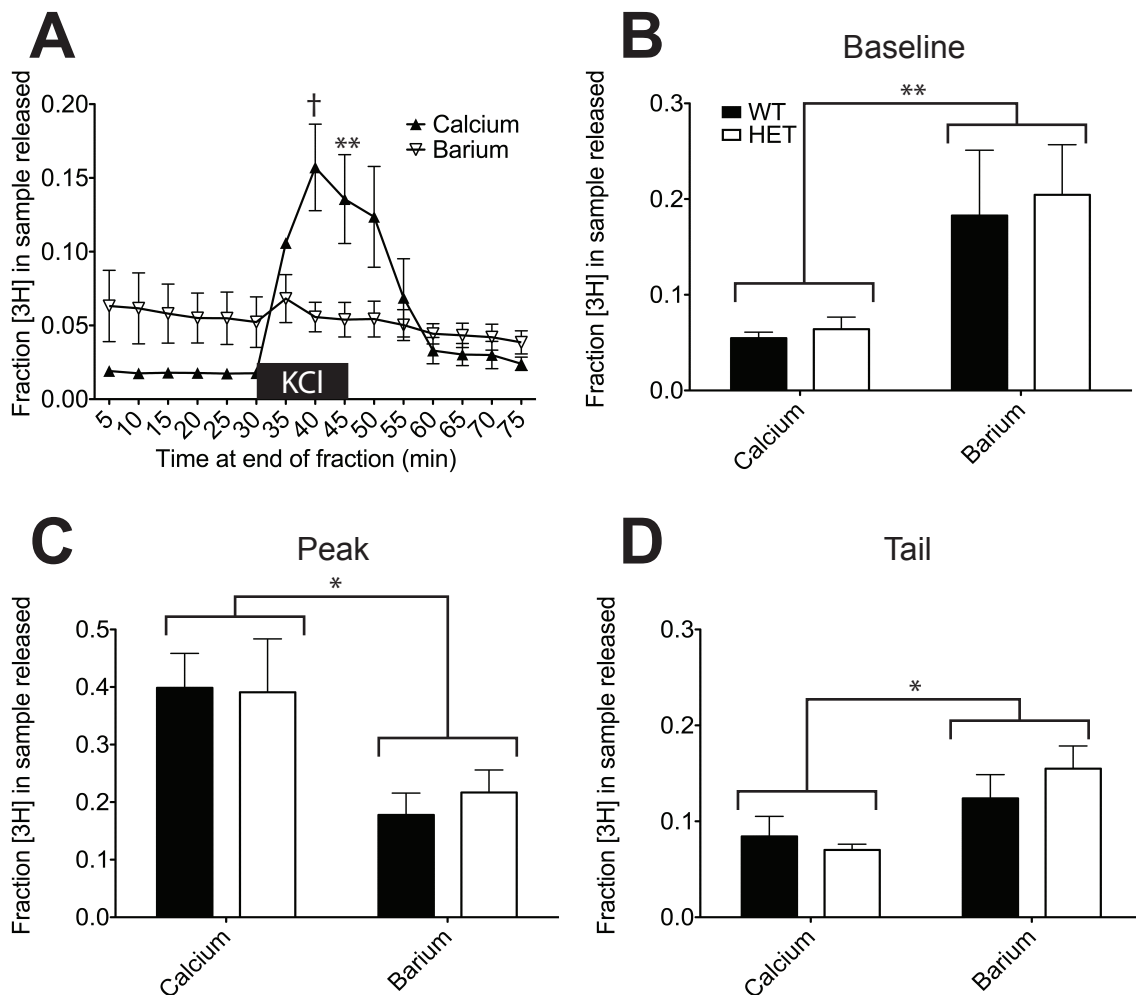 A
Fraction [3H] in sample released
0.20
0.15
0.10
0.05
0.00
†
**
Calcium
Barium
KCl
5 10 15 20 25 30 35 40 45 50 55 60 65 70 75
Time at end of fraction (min)
B
Baseline
Fraction [3H] in sample released
0.3
0.2
0.1
0.0
**
WT
HET
Calcium Barium
C
Peak
Fraction [3H] in sample released
0.5
0.4
0.3
0.2
0.1
0.0
*
Calcium Barium
D
Tail
Fraction [3H] in sample released
0.3
0.2
0.1
0.0
*
Calcium Barium